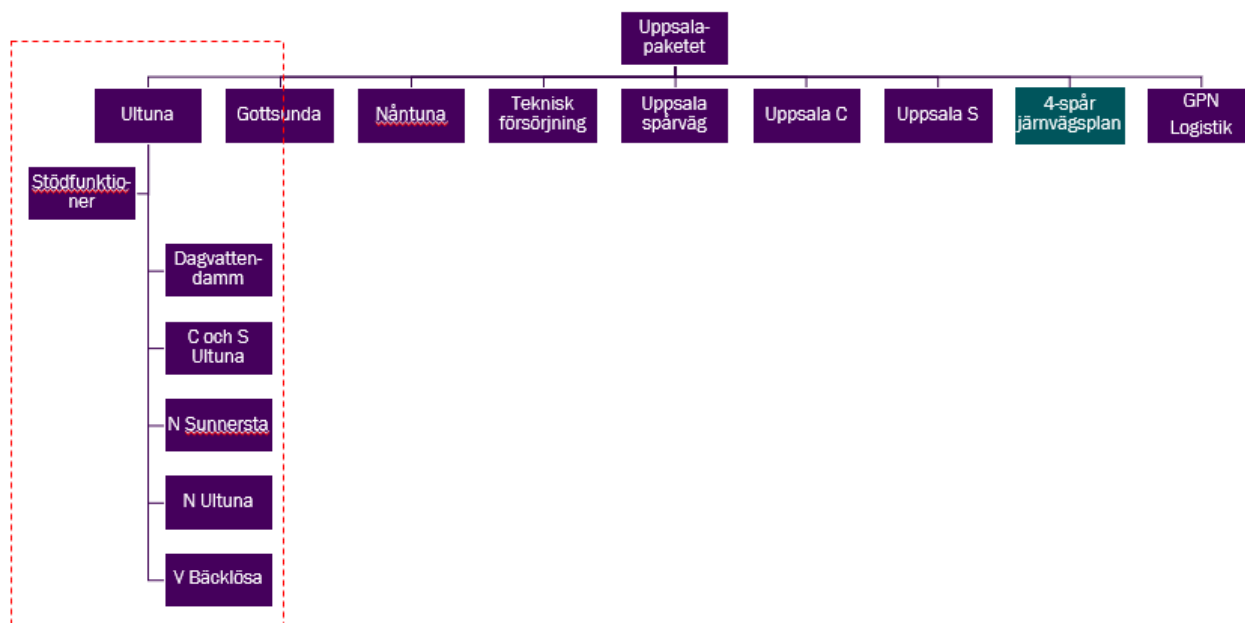 Uppsala-
paketet
Ultuna
Gottsunda
Nåntuna
Teknisk
försörjning
Uppsala
spårväg
Uppsala C
Uppsala S
4-spår
järnvägsplan
GPN
Logistik
Stödfunktio-
ner
Dagvatten-
damm
C och S
Ultuna
N Sunnersta
N Ultuna
V Bäcklösa